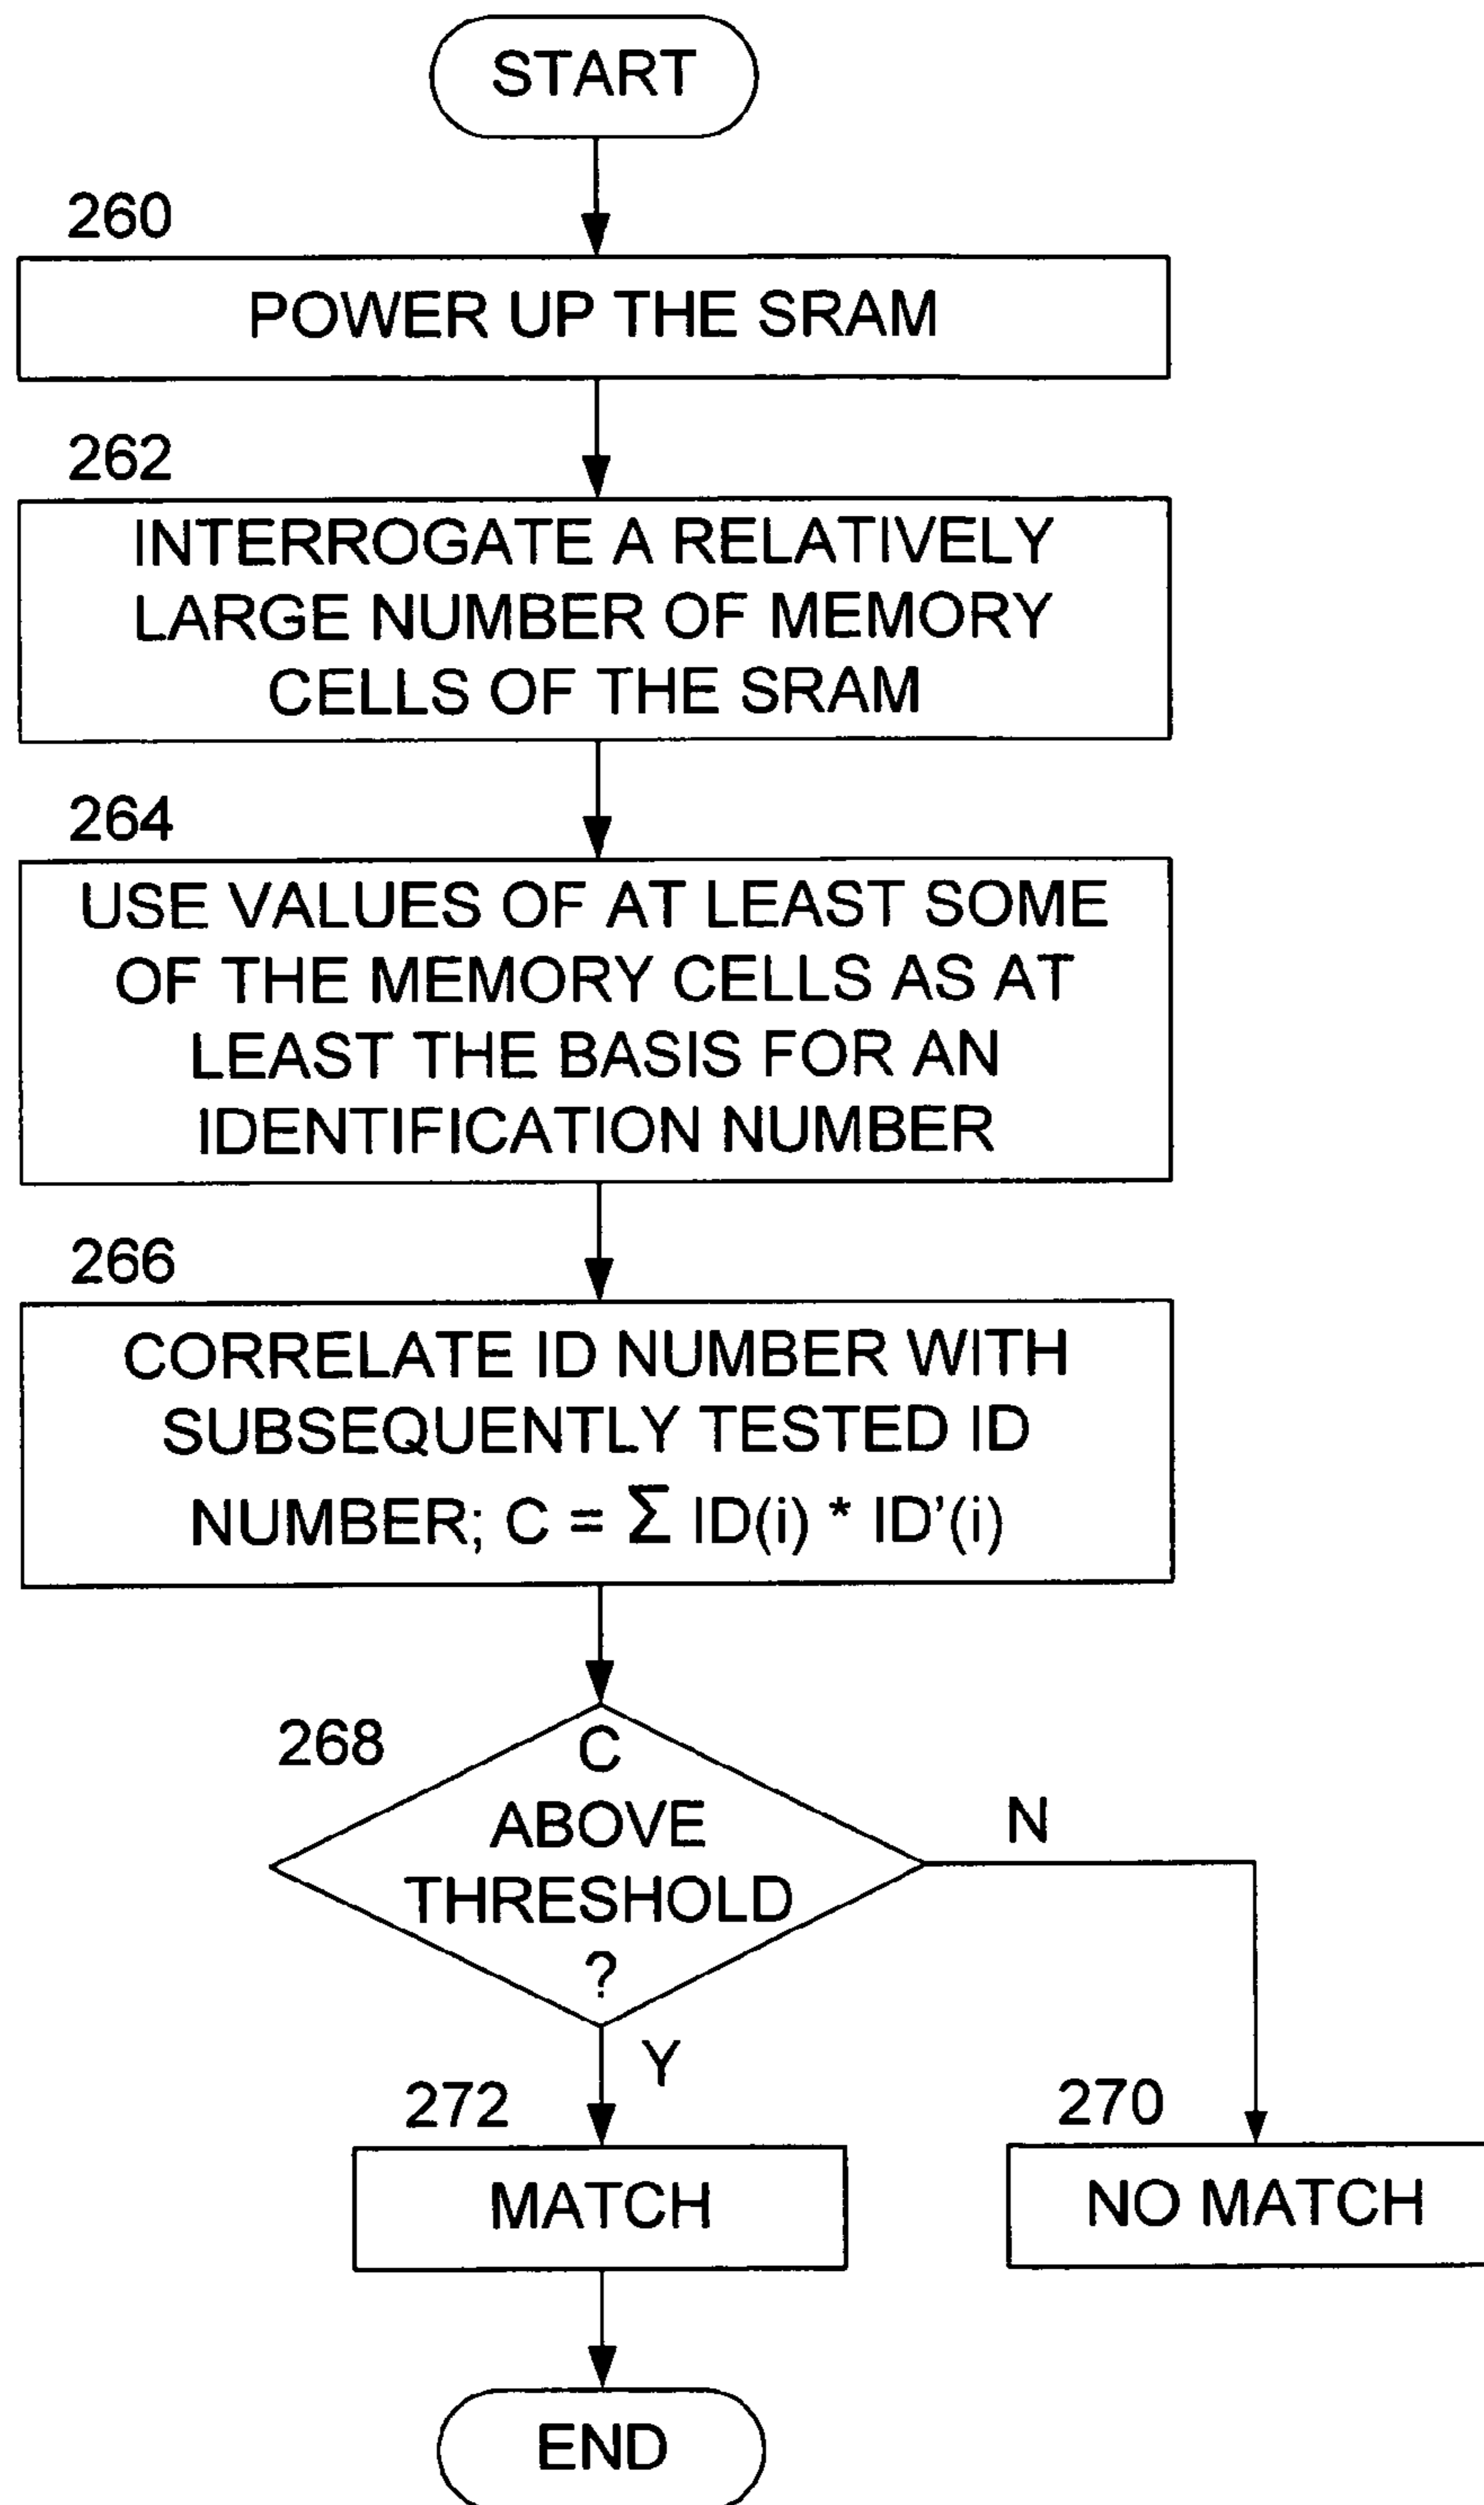 START
260
POWER UP THE SRAM
262
INTERROGATE A RELATIVELY
LARGE NUMBER OF MEMORY
CELLS OF THE SRAM
264
USE VALUES OF AT LEAST SOME
OF THE MEMORY CELLS AS AT
LEAST THE BASIS FOR AN
IDENTIFICATION NUMBER
266
CORRELATE ID NUMBER WITH
SUBSEQUENTLY TESTED ID
NUMBER; C = Σ ID(i) * ID'(i)
268
C
ABOVE
THRESHOLD
?
N
Y
272
MATCH
270
NO MATCH
END